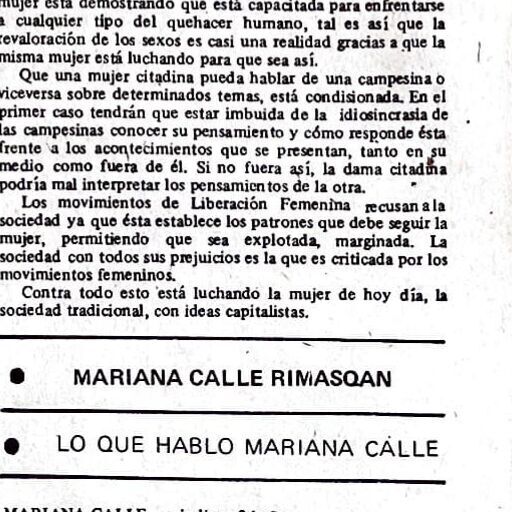 mujer está demostrando que está capacitada para enfrentarse
a cualquier tipo del quehacer humano, tal es así que la
revaloración de los sexos es casi una realidad gracias a que la
misma mujer está luchando para que sea así.
Que una mujer citadina pueda hablar de una campesina o
viceversa sobre determinados temas, está condisionada. En el
primer caso tendrán que estar imbuida de la idiosincrasia de
las campesinas conocer su pensamiento y cómo responde ésta
frente a los acontecimientos que se presentan, tanto en su
medio como fuera de él. Si no fuera así, la dama citadina
podría mal interpretar los pensamientos de la otra.
Los movimientos de Liberación Femenina recusan a la
sociedad ya que ésta establece los patrones que debe seguir la
mujer, permitiendo que sea explotada, marginada. La
sociedad con todos sus prejuicios es la que es criticada por los
movimientos femeninos.
Contra todo esto está luchando la mujer de hoy día, la
sociedad tradicional, con ideas capitalistas.
● MARIANA CALLE RIMASQAN
● LO QUE HABLO MARIANA CALLE
MARIANA CALLE